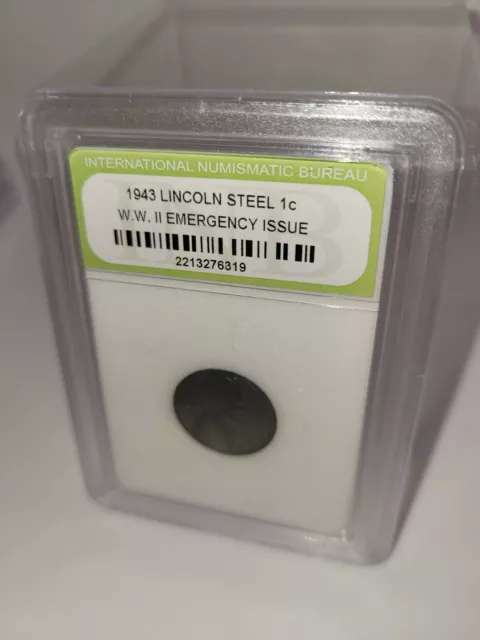 INTERNATIONAL NUMISMATIC BUREAU
1943 LINCOLN STEEL 1c
W.W. II EMERGENCY ISSUE
2213276319